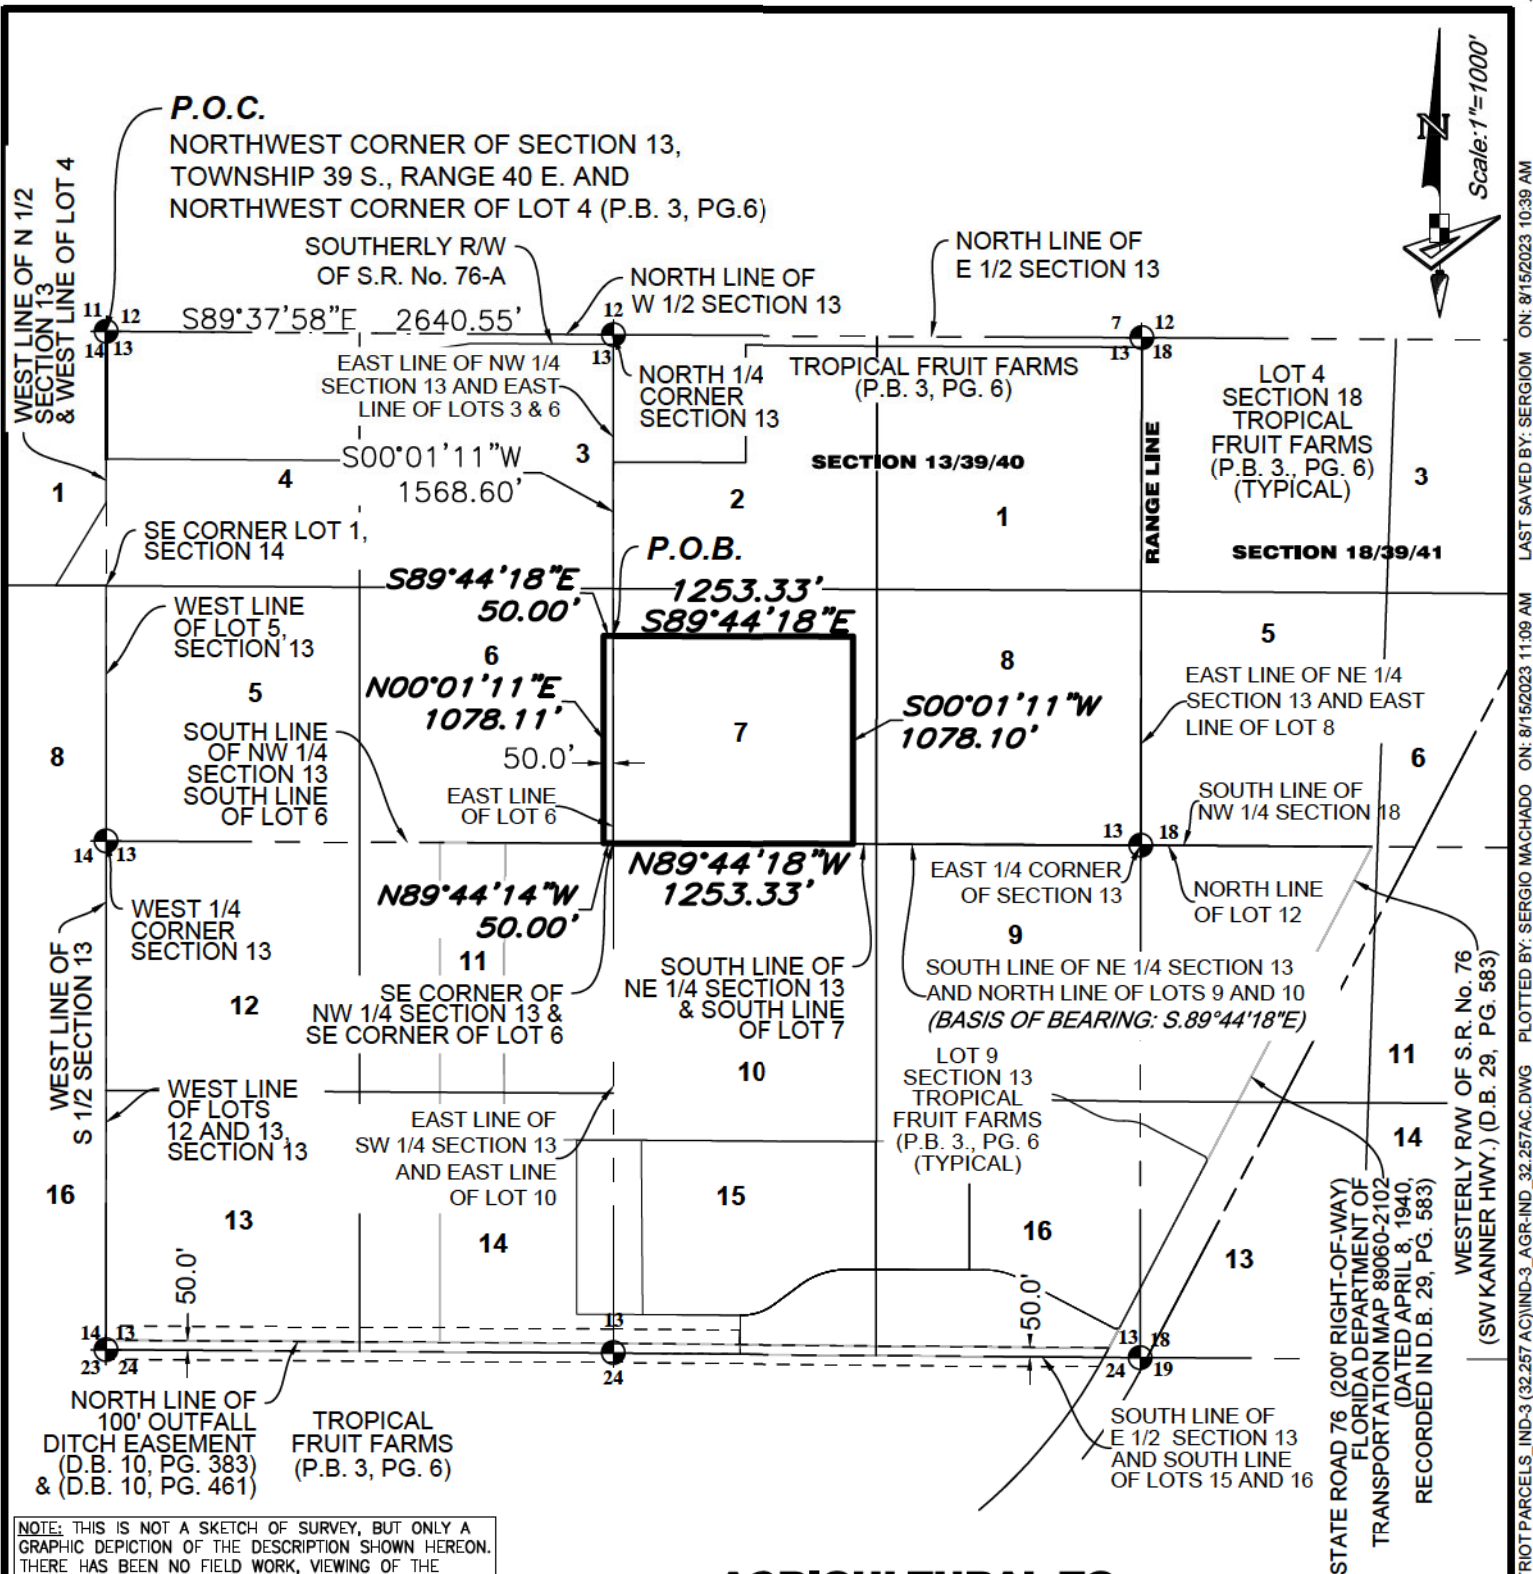 P.O.C.
NORTHWEST CORNER OF SECTION 13,
TOWNSHIP 39 S., RANGE 40 E. AND
NORTHWEST CORNER OF LOT 4 (P.B. 3, PG.6)
N
Scale:1"=1000'
WEST LINE OF N 1/2
SECTION 13
& WEST LINE OF LOT 4
SOUTHERLY R/W
OF S.R. No. 76-A
NORTH LINE OF
W 1/2 SECTION 13
NORTH LINE OF
E 1/2 SECTION 13
11 12
14 13
S89°37'58"E 2640.55'
12
13
7 12
13 18
EAST LINE OF NW 1/4
SECTION 13 AND EAST
LINE OF LOTS 3 & 6
NORTH 1/4
CORNER
SECTION 13
TROPICAL FRUIT FARMS
(P.B. 3, PG. 6)
LOT 4
SECTION 18
TROPICAL
FRUIT FARMS
(P.B. 3., PG. 6)
(TYPICAL)
RANGE LINE
SECTION 13/39/40
SECTION 18/39/41
S00°01'11"W
1568.60'
1
4
3
2
1
3
SE CORNER LOT 1,
SECTION 14
P.O.B.
S89°44'18"E
50.00'
1253.33'
S89°44'18"E
WEST LINE
OF LOT 5,
SECTION 13
6
5
8
5
N00°01'11"E
1078.11'
7
S00°01'11"W
1078.10'
EAST LINE OF NE 1/4
SECTION 13 AND EAST
LINE OF LOT 8
SOUTH LINE
OF NW 1/4
SECTION 13
SOUTH LINE
OF LOT 6
50.0'
8
6
EAST LINE
OF LOT 6
SOUTH LINE OF
NW 1/4 SECTION 18
14 13
13 18
N89°44'18"W
1253.33'
N89°44'14"W
50.00'
EAST 1/4 CORNER
OF SECTION 13
NORTH LINE
OF LOT 12
WEST 1/4
CORNER
SECTION 13
WEST LINE OF
S 1/2 SECTION 13
11
12
9
SE CORNER OF
NW 1/4 SECTION 13 &
SE CORNER OF LOT 6
SOUTH LINE OF
NE 1/4 SECTION 13
& SOUTH LINE
OF LOT 7
SOUTH LINE OF NE 1/4 SECTION 13
AND NORTH LINE OF LOTS 9 AND 10
(BASIS OF BEARING: S.89°44'18"E)
10
11
WEST LINE
OF LOTS
12 AND 13,
SECTION 13
EAST LINE OF
SW 1/4 SECTION 13
AND EAST LINE
OF LOT 10
LOT 9
SECTION 13
TROPICAL
FRUIT FARMS
(P.B. 3., PG. 6
(TYPICAL)
14
16
13
14
15
16
13
50.0'
50.0'
14 13
23 24
13
24
13 18
24 19
NORTH LINE OF
100' OUTFALL
DITCH EASEMENT
(D.B. 10, PG. 383)
& (D.B. 10, PG. 461)
TROPICAL
FRUIT FARMS
(P.B. 3, PG. 6)
SOUTH LINE OF
E 1/2 SECTION 13
AND SOUTH LINE
OF LOTS 15 AND 16
STATE ROAD 76 (200' RIGHT-OF-WAY)
FLORIDA DEPARTMENT OF
TRANSPORTATION MAP 89060-2102
(DATED APRIL 8, 1940,
RECORDED IN D.B. 29, PG. 583)
WESTERLY R/W OF S.R. No. 76
(SW KANNER HWY.) (D.B. 29, PG. 583)
NOTE: THIS IS NOT A SKETCH OF SURVEY, BUT ONLY A
GRAPHIC DEPICTION OF THE DESCRIPTION SHOWN HEREON.
THERE HAS BEEN NO FIELD WORK, VIEWING OF THE
AGRICULTURAL TO
TRIOT PARCELS_IND-3 (32.257 AC)\IND-3_AGR-IND_32.257AC.DWG PLOTTED BY: SERGIO MACHADO ON: 8/15/2023 11:09 AM LAST SAVED BY: SERGIOM ON: 8/15/2023 10:39 AM